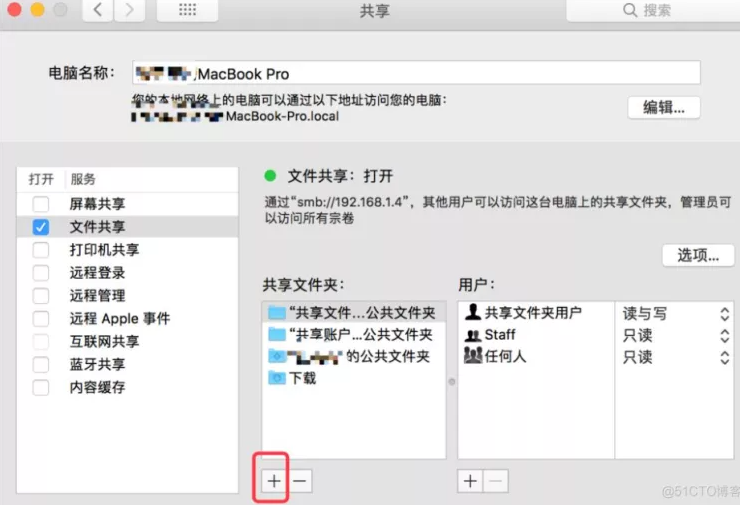 共享
搜索
电脑名称：
MacBook Pro
您的本地网络上的电脑可以通过以下地址访问您的电脑：
MacBook-Pro.local
编辑...
打开 服务
屏幕共享
文件共享
打印机共享
远程登录
远程管理
远程 Apple 事件
互联网共享
蓝牙共享
内容缓存
文件共享：打开
通过“smb://192.168.1.4”，其他用户可以访问这台电脑上的共享文件夹，管理员可
以访问所有宗卷
选项...
共享文件夹：
“共享文件...公共文件夹
“共享账户...公共文件夹
的公共文件夹
下载
用户：
共享文件夹用户 读与写
Staff 只读
任何人 只读
@51CTO博客